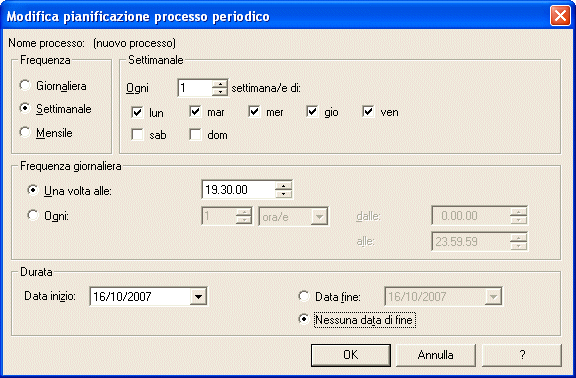 Modifica pianificazione processo periodico
Nome processo: (nuovo processo)
Frequenza
Giornaliera
Settimanale
Mensile
Settimanale
Ogni 1 settimana/e di:
lun mar mer gio ven
sab dom
Frequenza giornaliera
Una volta alle: 19.30.00
Ogni: 1 ora/e dalle: 0.00.00
alle: 23.59.59
Durata
Data inizio: 16/10/2007 Data fine: 16/10/2007
Nessuna data di fine
OK Annulla ?